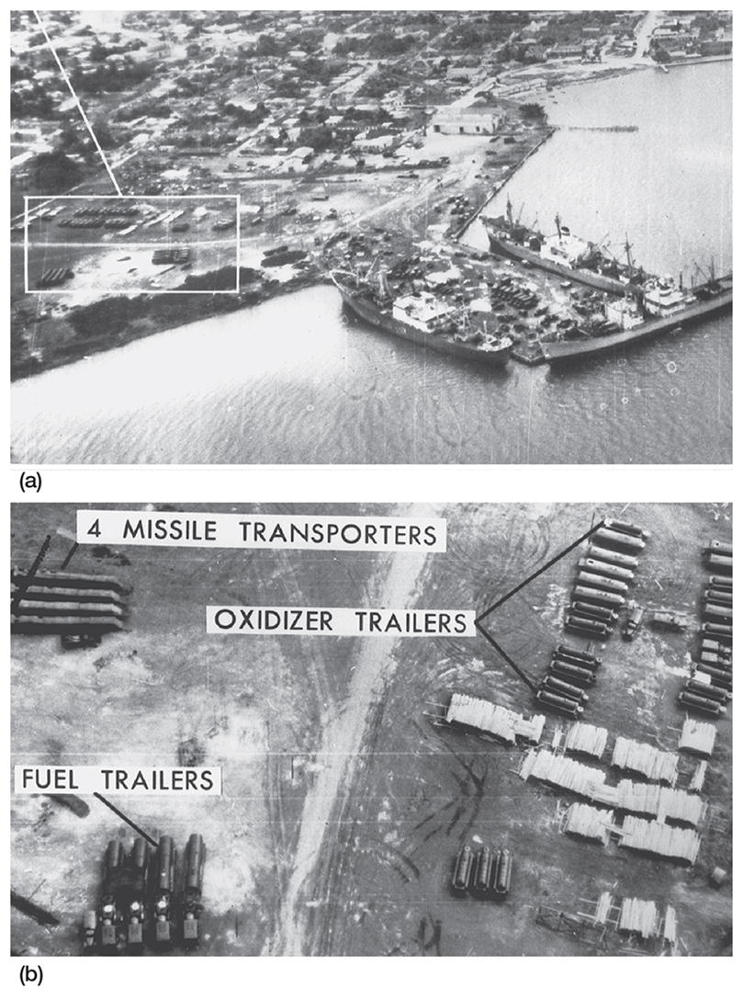 (a)
4 MISSILE TRANSPORTERS
OXIDIZER TRAILERS
FUEL TRAILERS
(b)